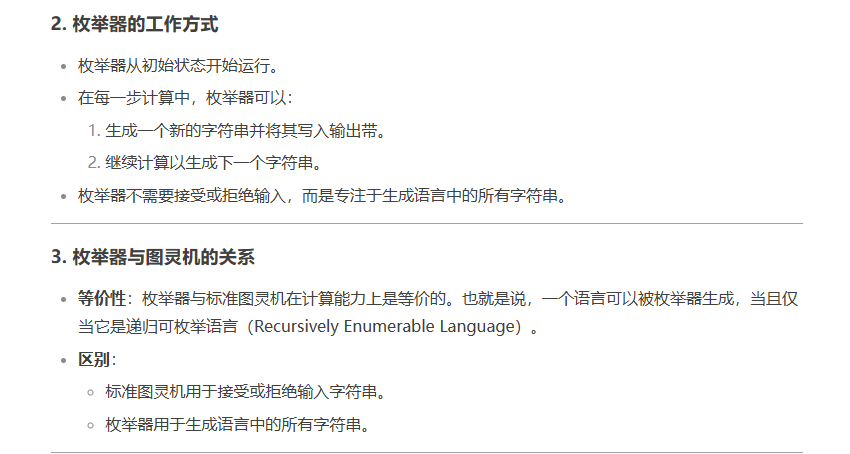 2. 枚举器的工作方式
• 枚举器从初始状态开始运行。
• 在每一步计算中，枚举器可以：
1. 生成一个新的字符串并将其写入输出带。
2. 继续计算以生成下一个字符串。
• 枚举器不需要接受或拒绝输入，而是专注于生成语言中的所有字符串。
3. 枚举器与图灵机的关系
• 等价性：枚举器与标准图灵机在计算能力上是等价的。也就是说，一个语言可以被枚举器生成，当且仅
当它是递归可枚举语言（Recursively Enumerable Language）。
• 区别：
◦ 标准图灵机用于接受或拒绝输入字符串。
◦ 枚举器用于生成语言中的所有字符串。